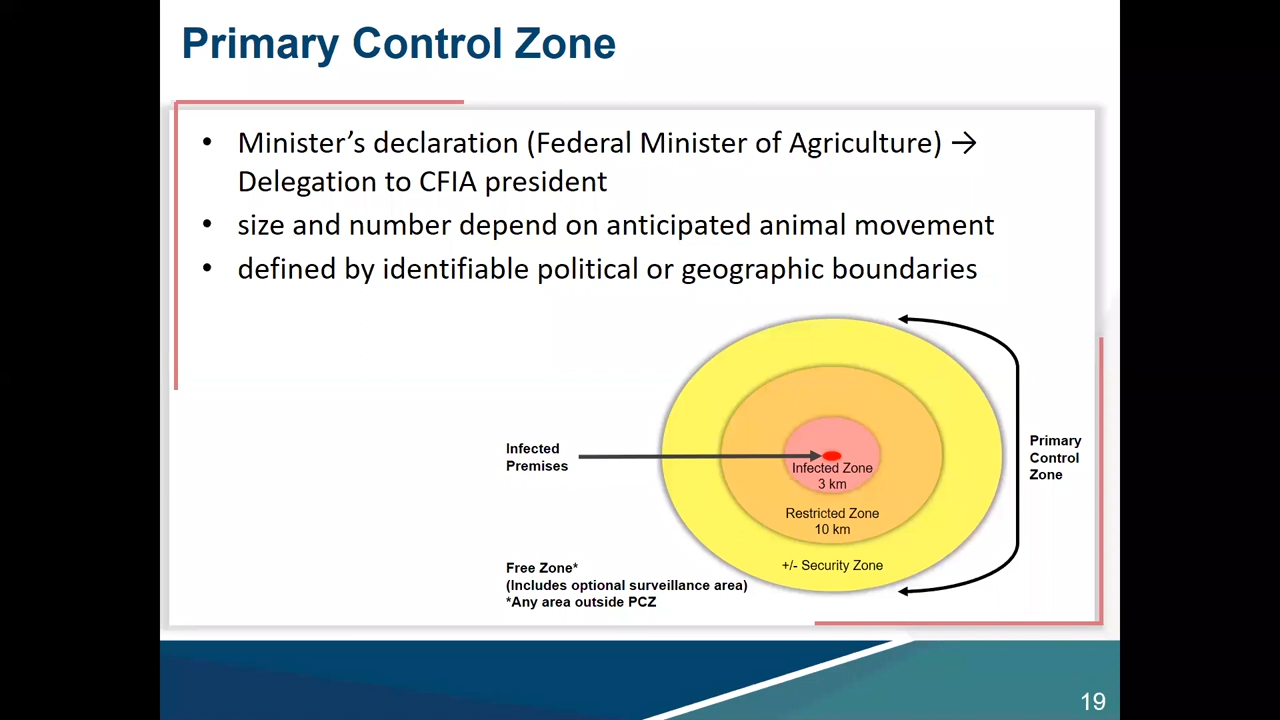 Primary Control Zone
• Minister’s declaration (Federal Minister of Agriculture) →
Delegation to CFIA president
• size and number depend on anticipated animal movement
• defined by identifiable political or geographic boundaries
Infected
Premises
Infected Zone
3 km
Restricted Zone
10 km
+/- Security Zone
Primary
Control
Zone
Free Zone*
(Includes optional surveillance area)
*Any area outside PCZ
19